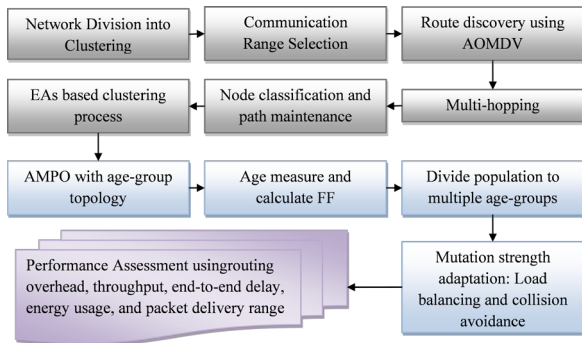 Network Division into
Clustering
Communication
Range Selection
Route discovery using
AOMDV
EAs based clustering
process
Node classification and
path maintenance
Multi-hopping
AMPO with age-group
topology
Age measure and
calculate FF
Divide population to
multiple age-groups
Performance Assessment usingrouting
overhead, throughput, end-to-end delay,
energy usage, and packet delivery range
Mutation strength
adaptation: Load
balancing and collision
avoidance